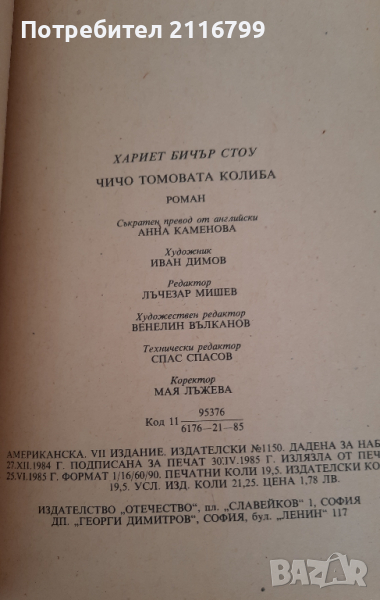 Потребител 2116799
ХАРИЕТ БИЧЪР СТОУ
ЧИЧО ТОМОВАТА КОЛИБА
РОМАН
Съкратен превод от английски
АННА КАМЕНОВА
Художник
ИВАН ДИМОВ
Редактор
ЛЪЧЕЗАР МИШЕВ
Художествен редактор
ВЕНЕЛИН ВЪЛКАНОВ
Технически редактор
СПАС СПАСОВ
Коректор
МАЯ ЛЪЖЕВА
Код 11 95376
6176—21—85
АМЕРИКАНСКА. VII ИЗДАНИЕ. ИЗДАТЕЛСКИ №1150. ДАДЕНА ЗА НАБ
27.XII.1984 Г. ПОДПИСАНА ЗА ПЕЧАТ 30.IV.1985 Г. ИЗЛЯЗЛА ОТ ПЕЧ
25.VI.1985 Г. ФОРМАТ 1/16/60/90. ПЕЧАТНИ КОЛИ 19,5. ИЗДАТЕЛСКИ КО
19,5. УСЛ. ИЗД. КОЛИ 21,25. ЦЕНА 1,78 ЛВ.
ИЗДАТЕЛСТВО „ОТЕЧЕСТВО“, пл. „СЛАВЕЙКОВ“ 1, СОФИЯ
ДП. „ГЕОРГИ ДИМИТРОВ“, СОФИЯ, бул. „ЛЕНИН“ 117
bazar